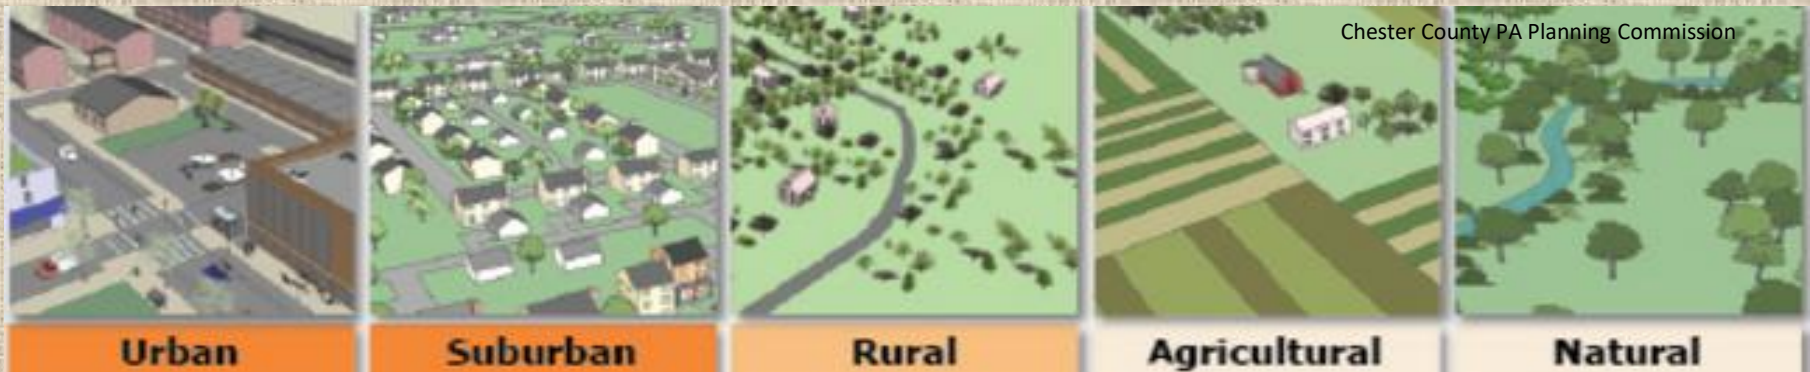 Chester County PA Planning Commission
Urban
Suburban
Rural
Agricultural
Natural